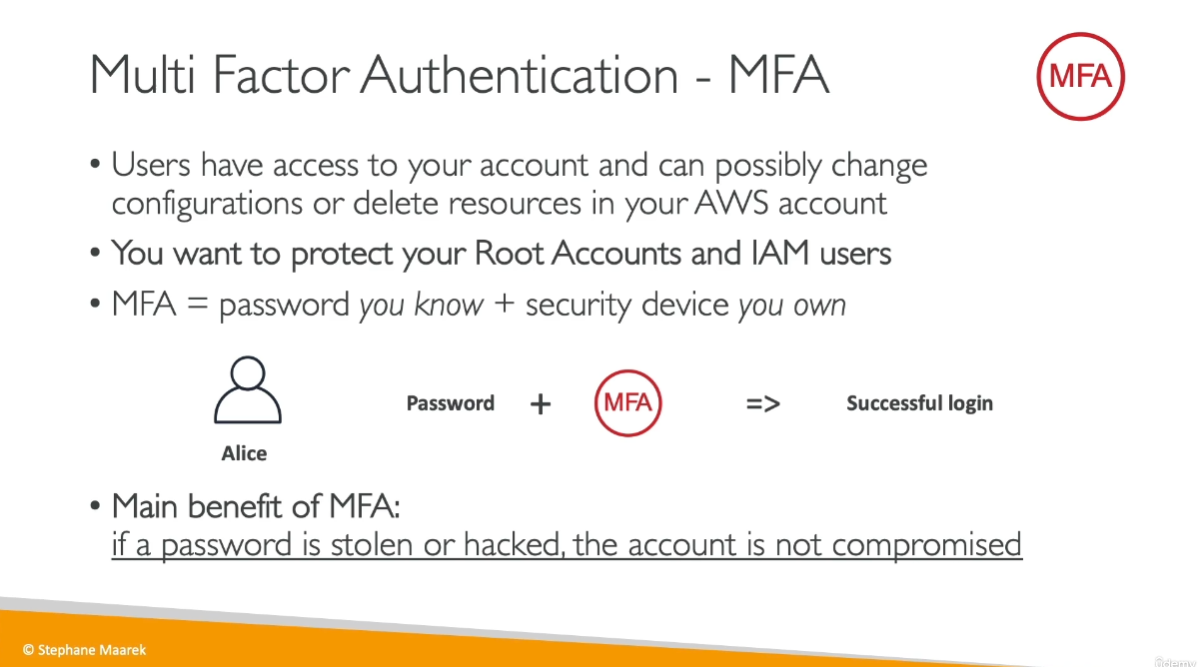 Multi Factor Authentication - MFA
MFA
• Users have access to your account and can possibly change
configurations or delete resources in your AWS account
• You want to protect your Root Accounts and IAM users
• MFA = password you know + security device you own
Password + MFA => Successful login
Alice
• Main benefit of MFA:
if a password is stolen or hacked, the account is not compromised
© Stephane Maarek
Udemy